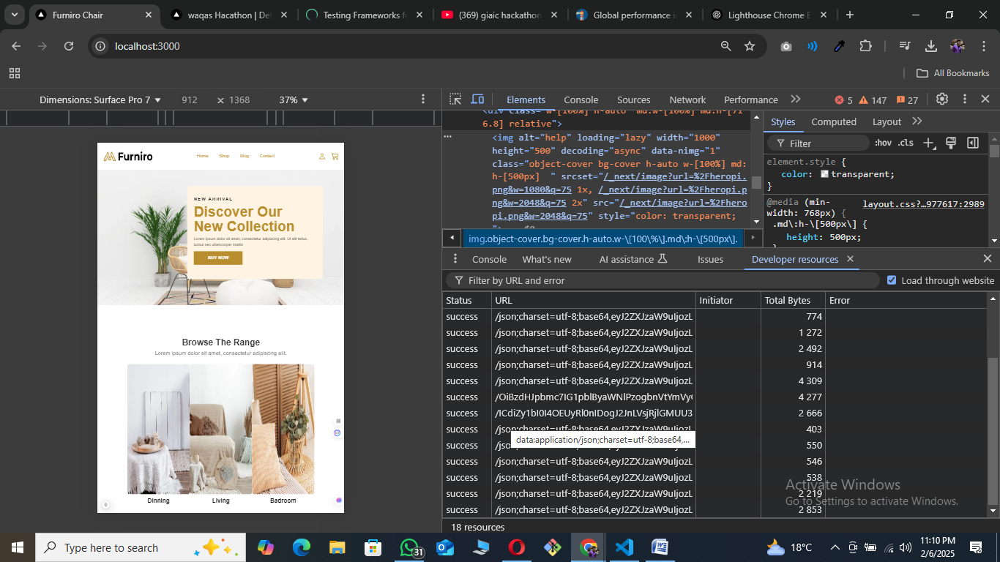 Furniro Chair
waqas Hacathon | Del
Testing Frameworks f
(369) giaic hackathon
Global performance i
Lighthouse Chrome E
localhost:3000
All Bookmarks
Dimensions: Surface Pro 7
912
×
1368
37%
Elements
Console
Sources
Network
Performance
5
147
27
<div class="w-[100%] h-auto md:w-[100%] md:h-[71
6.8] relative">
<img alt="help" loading="lazy" width="1000"
height="500" decoding="async" data-nimg="1"
class="object-cover bg-cover h-auto w-[100%] md:
h-[500px]  " srcset="/_next/image?url=%2Fheropi.
png&w=1080&q=75 1x, /_next/image?url=%2Fheropi.p
ng&w=2048&q=75 2x" src="/_next/image?url=%2Fhero
pi.png&w=2048&q=75" style="color: transparent;
img.object-cover.bg-cover.h-auto.w-\[100\%\].md\:h-\[500px\].
Styles
Computed
Layout
Filter
:hov
.cls
element.style {
color: transparent;
}
@media (min-
width: 768px) {
layout.css?…977617:2989
.md\:h-\[500px\] {
height: 500px;
Console
What's new
AI assistance
Issues
Developer resources
Filter by URL and error
Load through website
Status
URL
Initiator
Total Bytes
Error
success /json;charset=utf-8;base64,eyJ2ZXJzaW9uIjozL 774
success /json;charset=utf-8;base64,eyJ2ZXJzaW9uIjozL 1 272
success /json;charset=utf-8;base64,eyJ2ZXJzaW9uIjozL 2 492
success /json;charset=utf-8;base64,eyJ2ZXJzaW9uIjozL 914
success /json;charset=utf-8;base64,eyJ2ZXJzaW9uIjozL 4 309
success /OiBzdHJpbmc7IG1pblByaWNlPzogbnVtYmVy 4 277
success /ICdiZy1bI0I4OEUyRl0nIDogJ2JnLVsjRjlGMUU3 2 666
success /json;charset=utf-8;base64,eyJ2ZXJzaW9uIjozL 403
success 550
data:application/json;charset=utf-8;base64,...
success /json;charset=utf-8;base64,eyJ2ZXJzaW9uIjozL 546
success /json;charset=utf-8;base64,eyJ2ZXJzaW9uIjozL 538
success /json;charset=utf-8;base64,eyJ2ZXJzaW9uIjozL 2 219
success /json;charset=utf-8;base64,eyJ2ZXJzaW9uIjozL 2 853
18 resources
Activate Windows
Go to Settings to activate Windows.
Furniro
Home
Shop
Blog
Contact
NEW ARRIVAL
Discover Our
New Collection
Lorem ipsum dolor sit amet, consectetur adipiscing elit. Ut elit tellus,
luctus nec ullamcorper mattis
BUY NOW
Browse The Range
Lorem ipsum dolor sit amet, consectetur adipiscing elit.
Dinning
Living
Badroom
Type here to search
31
18°C
11:10 PM
2/6/2025